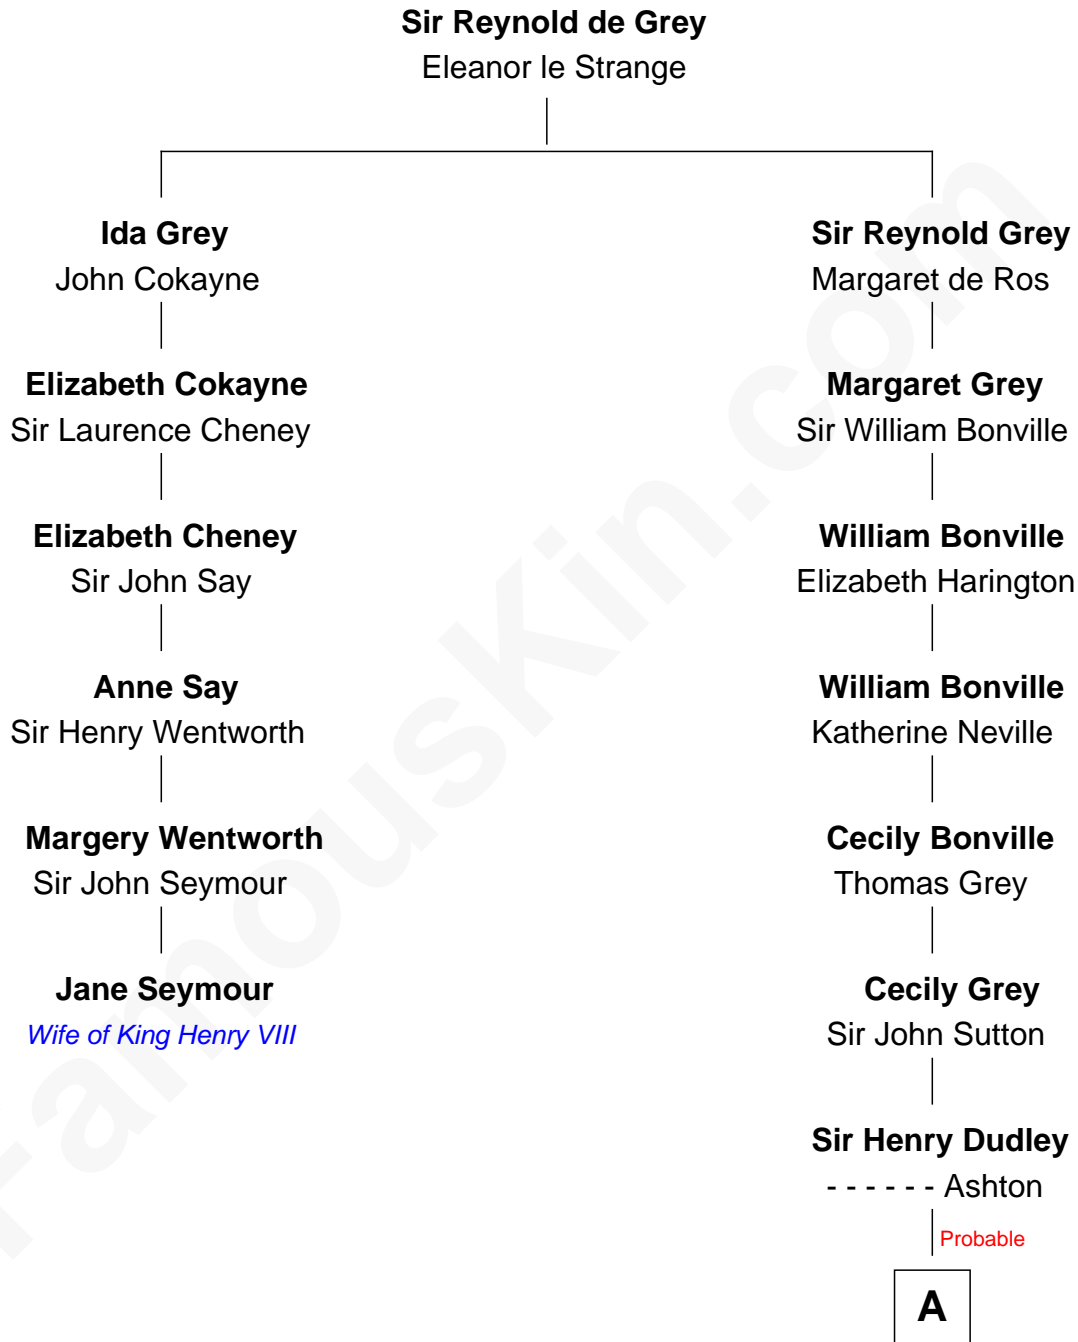 Sir Reynold de Grey
Eleanor le Strange
Ida Grey
John Cokayne
Sir Reynold Grey
Margaret de Ros
Elizabeth Cokayne
Sir Laurence Cheney
Margaret Grey
Sir William Bonville
Elizabeth Cheney
Sir John Say
William Bonville
Elizabeth Harington
Anne Say
Sir Henry Wentworth
William Bonville
Katherine Neville
Margery Wentworth
Sir John Seymour
Cecily Bonville
Thomas Grey
Jane Seymour
Wife of King Henry VIII
Cecily Grey
Sir John Sutton
Sir Henry Dudley
- - - - - - Ashton
Probable
A
FamousKin.com